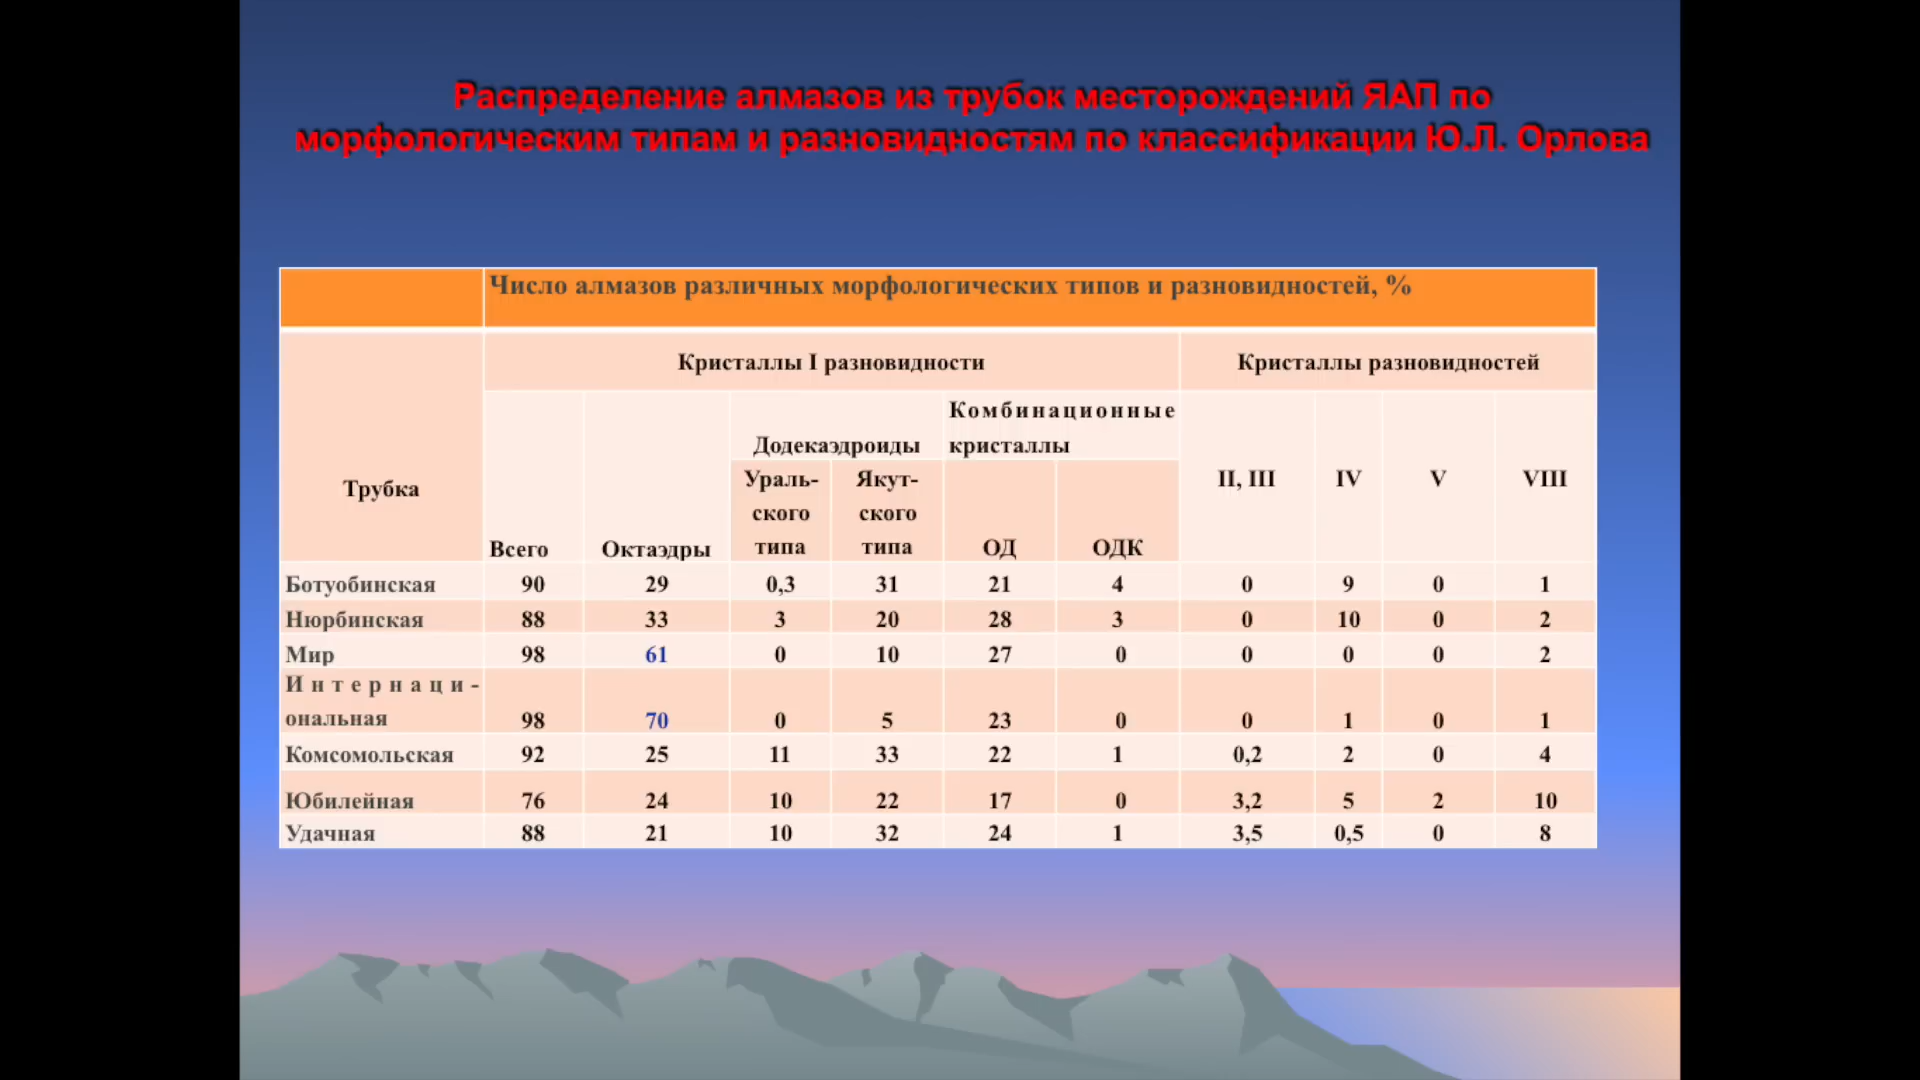 Распределение алмазов из трубок месторождений ЯАП по
морфологическим типам и разновидностям по классификации Ю.Л. Орлова
Число алмазов различных морфологических типов и разновидностей, %
Трубка
Кристаллы I разновидности
Кристаллы разновидностей
Всего
Октаэдры
Додекаэдроиды
Комбинационные
кристаллы
Ураль-
ского
типа
Якут-
ского
типа
ОД
ОДК
II, III
IV
V
VIII
Ботуобинская 90 29 0,3 31 21 4 0 9 0 1
Нюрбинская 88 33 3 20 28 3 0 10 0 2
Мир 98 61 0 10 27 0 0 0 0 2
Интернаци-
ональная 98 70 0 5 23 0 0 1 0 1
Комсомольская 92 25 11 33 22 1 0,2 2 0 4
Юбилейная 76 24 10 22 17 0 3,2 5 2 10
Удачная 88 21 10 32 24 1 3,5 0,5 0 8